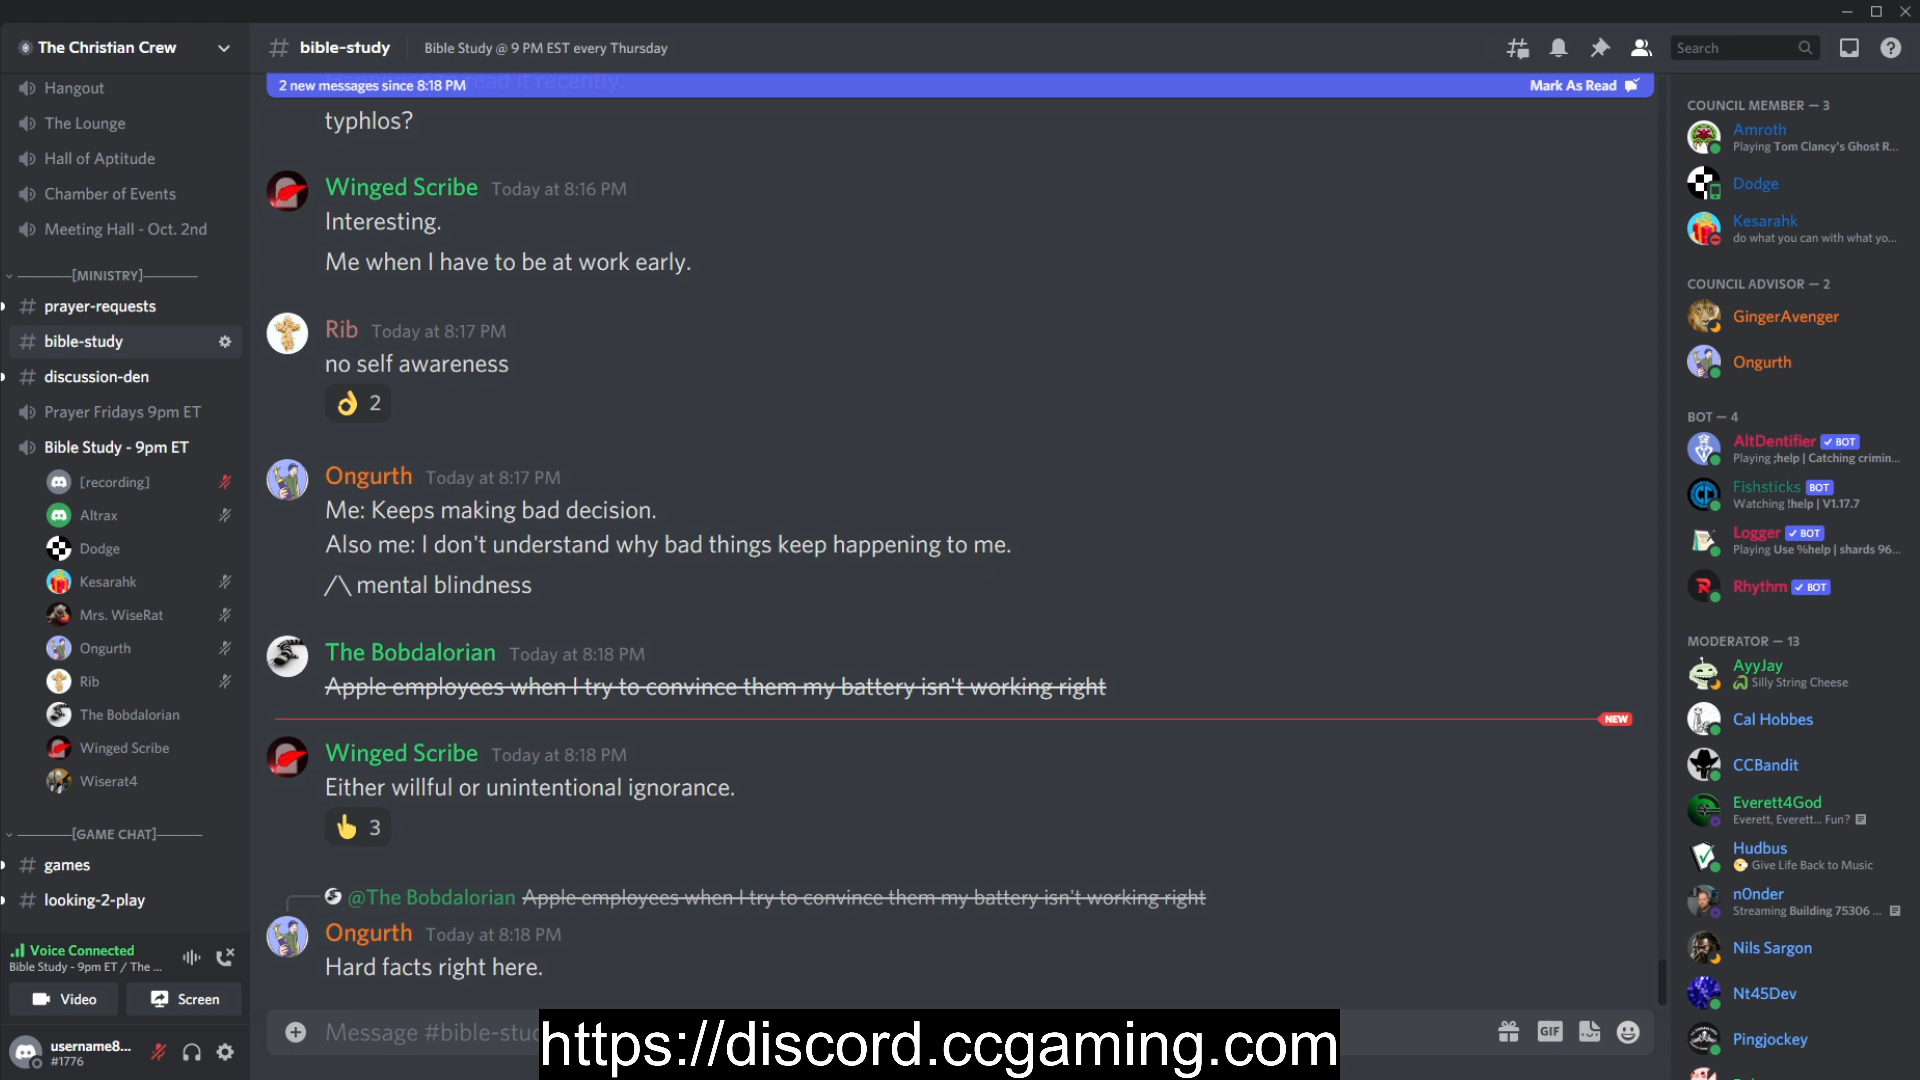 The Christian Crew
bible-study
Bible Study @ 9 PM EST every Thursday
Search
Hangout
The Lounge
Hall of Aptitude
Chamber of Events
Meeting Hall - Oct. 2nd
[MINISTRY]
prayer-requests
bible-study
discussion-den
Prayer Fridays 9pm ET
Bible Study - 9pm ET
[recording]
Altrax
Dodge
Kesarahk
Mrs. WiseRat
Ongurth
Rib
The Bobdalorian
Winged Scribe
Wiserat4
[GAME CHAT]
games
looking-2-play
Voice Connected
Bible Study - 9pm ET / The ...
Video
Screen
username8...
#1776
read it recently.
2 new messages since 8:18 PM
Mark As Read
typhlos?
Winged Scribe Today at 8:16 PM
Interesting.
Me when I have to be at work early.
Rib Today at 8:17 PM
no self awareness
2
Ongurth Today at 8:17 PM
Me: Keeps making bad decision.
Also me: I don't understand why bad things keep happening to me.
/\ mental blindness
The Bobdalorian Today at 8:18 PM
Apple employees when I try to convince them my battery isn't working right
NEW
Winged Scribe Today at 8:18 PM
Either willful or unintentional ignorance.
3
@The Bobdalorian Apple employees when I try to convince them my battery isn't working right
Ongurth Today at 8:18 PM
Hard facts right here.
Message #bible-stu
GIF
https://discord.ccgaming.com
COUNCIL MEMBER — 3
Amroth
Playing Tom Clancy's Ghost R...
Dodge
Kesarahk
do what you can with what yo...
COUNCIL ADVISOR — 2
GingerAvenger
Ongurth
BOT — 4
AltDentifier BOT
Playing ;help | Catching crimin...
Fishsticks BOT
Watching !help | V1.17.7
Logger BOT
Playing Use %help | shards 96...
Rhythm BOT
MODERATOR — 13
AyyJay
Silly String Cheese
Cal Hobbes
CCBandit
Everett4God
Everett, Everett... Fun?
Hudbus
Give Life Back to Music
n0nder
Streaming Building 75306 ...
Nils Sargon
Nt45Dev
Pingjockey